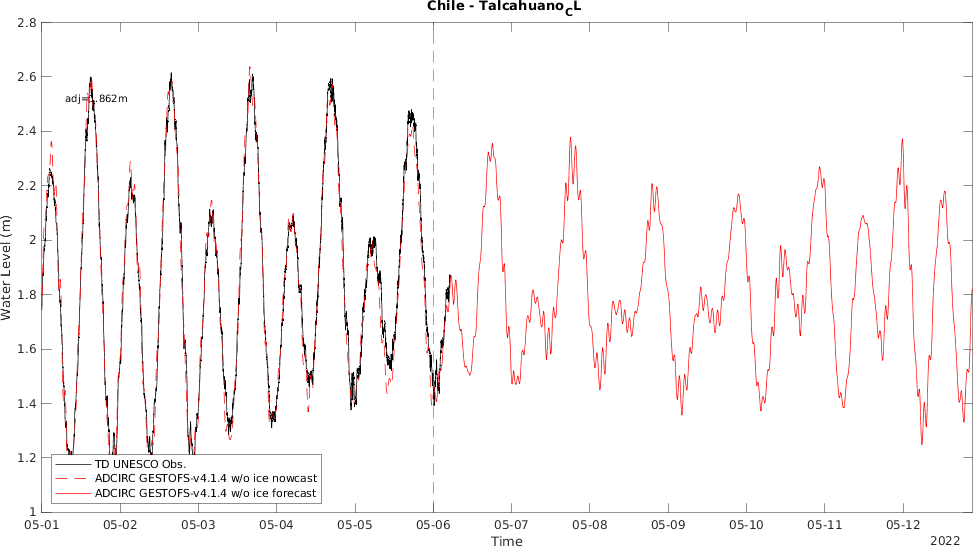 Chile - Talcahuano_CL
2.8
2.6
2.4
2.2
2
1.8
1.6
1.4
1.2
1
Water Level (m)
adj=1.862m
TD UNESCO Obs.
ADCIRC GESTOFS-v4.1.4 w/o ice nowcast
ADCIRC GESTOFS-v4.1.4 w/o ice forecast
05-01 05-02 05-03 05-04 05-05 05-06 05-07 05-08 05-09 05-10 05-11 05-12
Time
2022